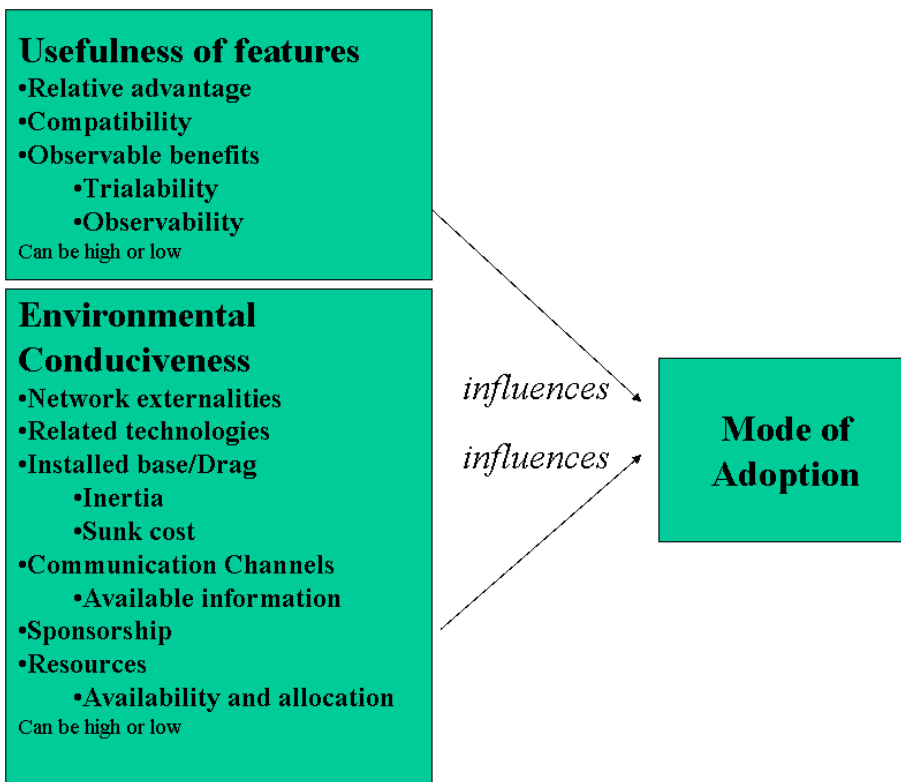 Usefulness of features
•Relative advantage
•Compatibility
•Observable benefits
•Trialability
•Observability
Can be high or low
Environmental
Conduciveness
•Network externalities
•Related technologies
•Installed base/Drag
•Inertia
•Sunk cost
•Communication Channels
•Available information
•Sponsorship
•Resources
•Availability and allocation
Can be high or low
influences
influences
Mode of
Adoption